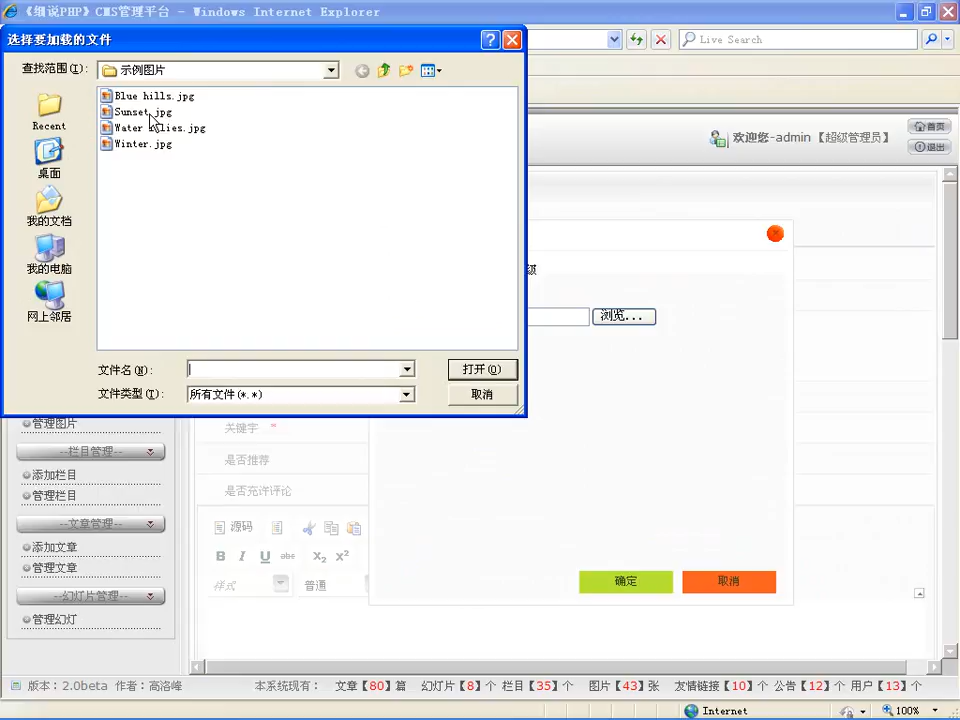 《细说PHP》CMS管理平台 - Windows Internet Explorer
选择要加载的文件
Live Search
查找范围(I):
示例图片
Blue hills.jpg
Sunset.jpg
Water lilies.jpg
Winter.jpg
Recent
桌面
我的文档
我的电脑
网上邻居
文件名(N):
打开(O)
文件类型(T):
所有文件(*.*)
取消
欢迎您-admin【超级管理员】
首页
退出
浏览...
管理图片
--栏目管理--
添加栏目
管理栏目
--文章管理--
添加文章
管理文章
--幻灯片管理--
管理幻灯
关键字 *
是否推荐
是否充许评论
源码
B I U abc X₂ X²
样式
普通
确定
取消
版本：2.0beta 作者：高洛峰
本系统现有： 文章【80】篇 幻灯片【8】个 栏目【35】个 图片【43】张 友情链接【10】个 公告【12】个 用户【13】个
Internet
100%